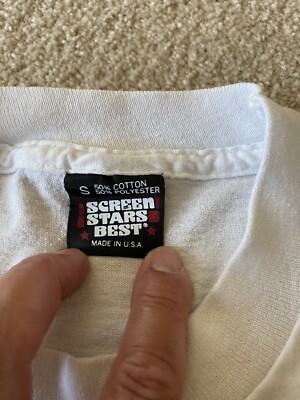 S 50% COTTON
50% POLYESTER
SCREEN
STARS
BEST®
MADE IN U.S.A.